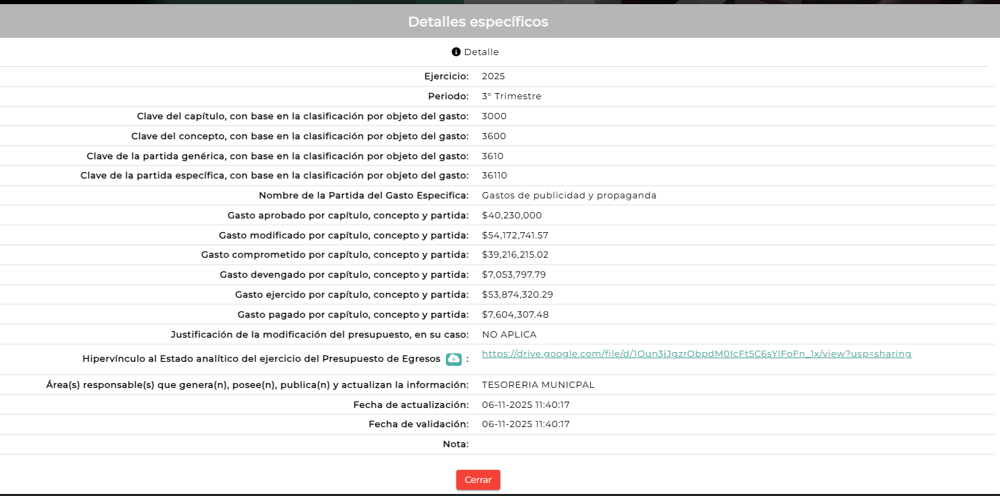 Detalles específicos
Detalle
Ejercicio: 2025
Periodo: 3° Trimestre
Clave del capítulo, con base en la clasificación por objeto del gasto: 3000
Clave del concepto, con base en la clasificación por objeto del gasto: 3600
Clave de la partida genérica, con base en la clasificación por objeto del gasto: 3610
Clave de la partida específica, con base en la clasificación por objeto del gasto: 36110
Nombre de la Partida del Gasto Especifica: Gastos de publicidad y propaganda
Gasto aprobado por capítulo, concepto y partida: $40,230,000
Gasto modificado por capítulo, concepto y partida: $54,172,741.57
Gasto comprometido por capítulo, concepto y partida: $39,216,215.02
Gasto devengado por capítulo, concepto y partida: $7,053,797.79
Gasto ejercido por capítulo, concepto y partida: $53,874,320.29
Gasto pagado por capítulo, concepto y partida: $7,604,307.48
Justificación de la modificación del presupuesto, en su caso: NO APLICA
Hipervínculo al Estado analítico del ejercicio del Presupuesto de Egresos : https://drive.google.com/file/d/1Oun3jJgzrObpdM0IcFt5C6sYlFoFn_1x/view?usp=sharing
Área(s) responsable(s) que genera(n), posee(n), publica(n) y actualizan la información: TESORERIA MUNICPAL
Fecha de actualización: 06-11-2025 11:40:17
Fecha de validación: 06-11-2025 11:40:17
Nota:
Cerrar